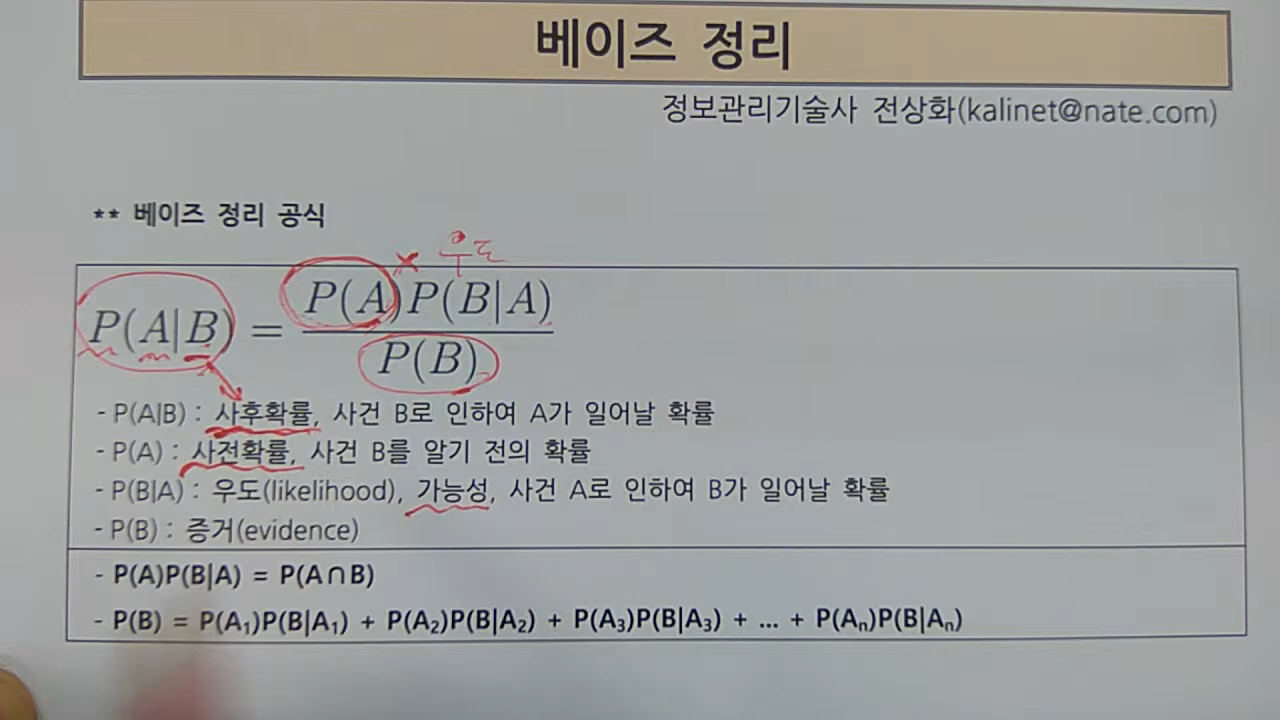 베이즈 정리
정보관리기술사 전상화(kalinet@nate.com)
** 베이즈 정리 공식
× 우도
P(A|B) = P(A)P(B|A) / P(B)
- P(A|B) : 사후확률, 사건 B로 인하여 A가 일어날 확률
- P(A) : 사전확률, 사건 B를 알기 전의 확률
- P(B|A) : 우도(likelihood), 가능성, 사건 A로 인하여 B가 일어날 확률
- P(B) : 증거(evidence)
- P(A)P(B|A) = P(A∩B)
- P(B) = P(A₁)P(B|A₁) + P(A₂)P(B|A₂) + P(A₃)P(B|A₃) + ... + P(Aₙ)P(B|Aₙ)